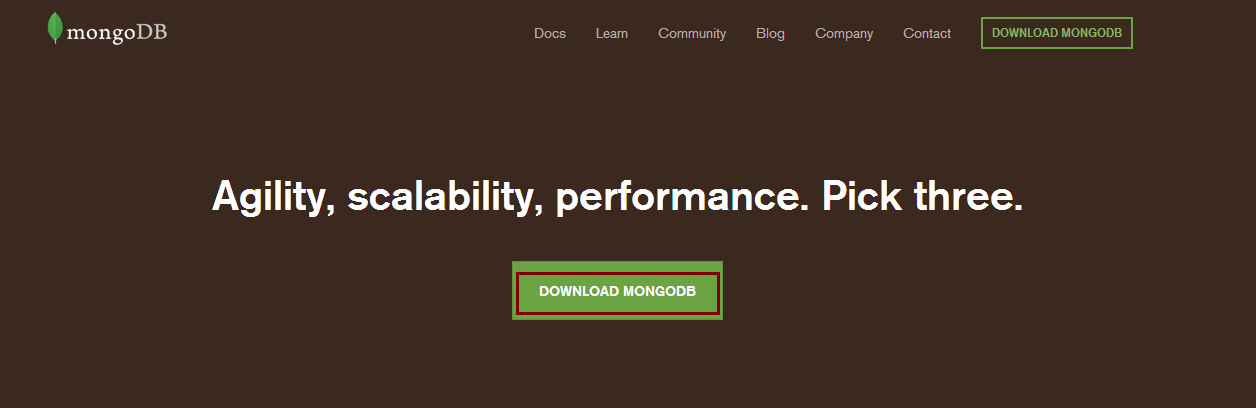 mongoDB
Docs Learn Community Blog Company Contact DOWNLOAD MONGODB
Agility, scalability, performance. Pick three.
DOWNLOAD MONGODB